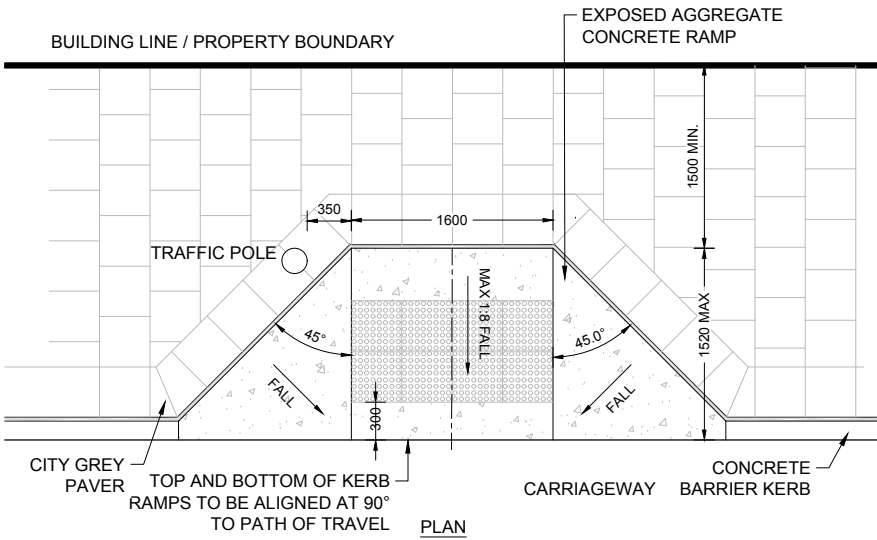 EXPOSED AGGREGATE
CONCRETE RAMP
BUILDING LINE / PROPERTY BOUNDARY
1500 MIN.
350
1600
TRAFFIC POLE
MAX 1:8 FALL
1520 MAX
45°
45.0°
FALL
FALL
300
CITY GREY
PAVER
TOP AND BOTTOM OF KERB
RAMPS TO BE ALIGNED AT 90°
TO PATH OF TRAVEL
CARRIAGEWAY
CONCRETE
BARRIER KERB
PLAN